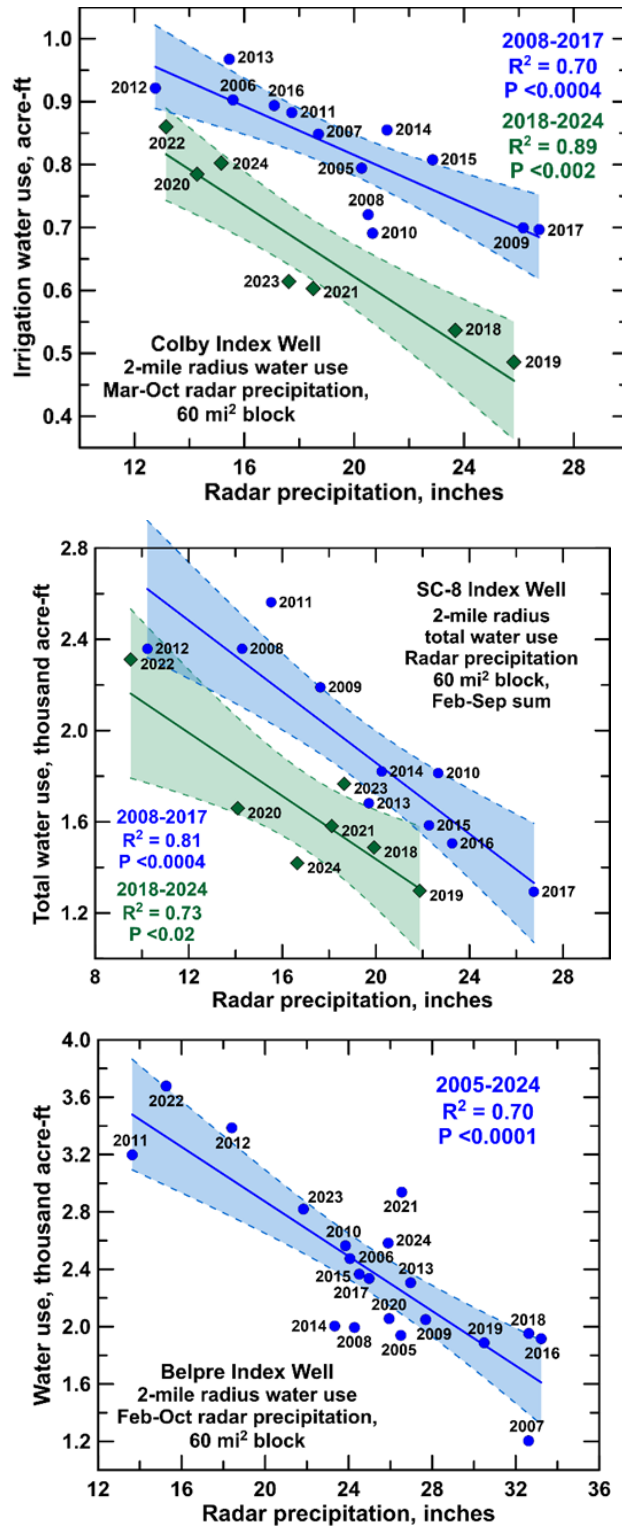 1.0
0.9
0.8
0.7
0.6
0.5
0.4
Irrigation water use, acre-ft
2008-2017
R² = 0.70
P <0.0004
2018-2024
R² = 0.89
P <0.002
2013
2012
2006
2016
2011
2007
2014
2005
2015
2008
2010
2009
2017
2022
2024
2020
2023
2021
2018
2019
Colby Index Well
2-mile radius water use
Mar-Oct radar precipitation,
60 mi² block
12 16 20 24 28
Radar precipitation, inches
2.8
2.4
2.0
1.6
1.2
Total water use, thousand acre-ft
SC-8 Index Well
2-mile radius
total water use
Radar precipitation
60 mi² block,
Feb-Sep sum
2011
2012
2008
2022
2009
2014
2010
2023
2013
2020
2021
2015
2018
2016
2024
2019
2017
2008-2017
R² = 0.81
P <0.0004
2018-2024
R² = 0.73
P <0.02
8 12 16 20 24 28
Radar precipitation, inches
4.0
3.6
3.2
2.8
2.4
2.0
1.6
1.2
Water use, thousand acre-ft
2005-2024
R² = 0.70
P <0.0001
2022
2011
2012
2023
2021
2010
2024
2006
2013
2015
2017
2020
2014
2008
2005
2009
2019
2018
2016
2007
Belpre Index Well
2-mile radius water use
Feb-Oct radar precipitation,
60 mi² block
12 16 20 24 28 32 36
Radar precipitation, inches